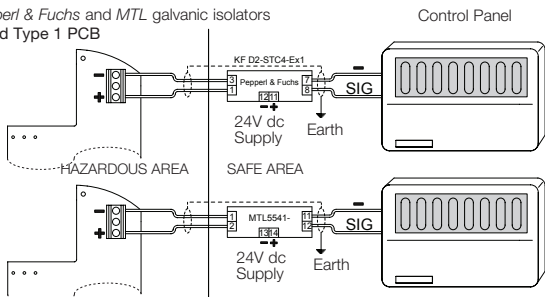 perl & Fuchs and MTL galvanic isolators
d Type 1 PCB
Control Panel
KF D2-STC4-Ex1
Pepperl & Fuchs
3
1
7
8
12 11
– +
– +
– SIG
24V dc
Supply
Earth
HAZARDOUS AREA
SAFE AREA
MTL5541-
1
2
11
12
13 14
– +
– +
– SIG
24V dc
Supply
Earth